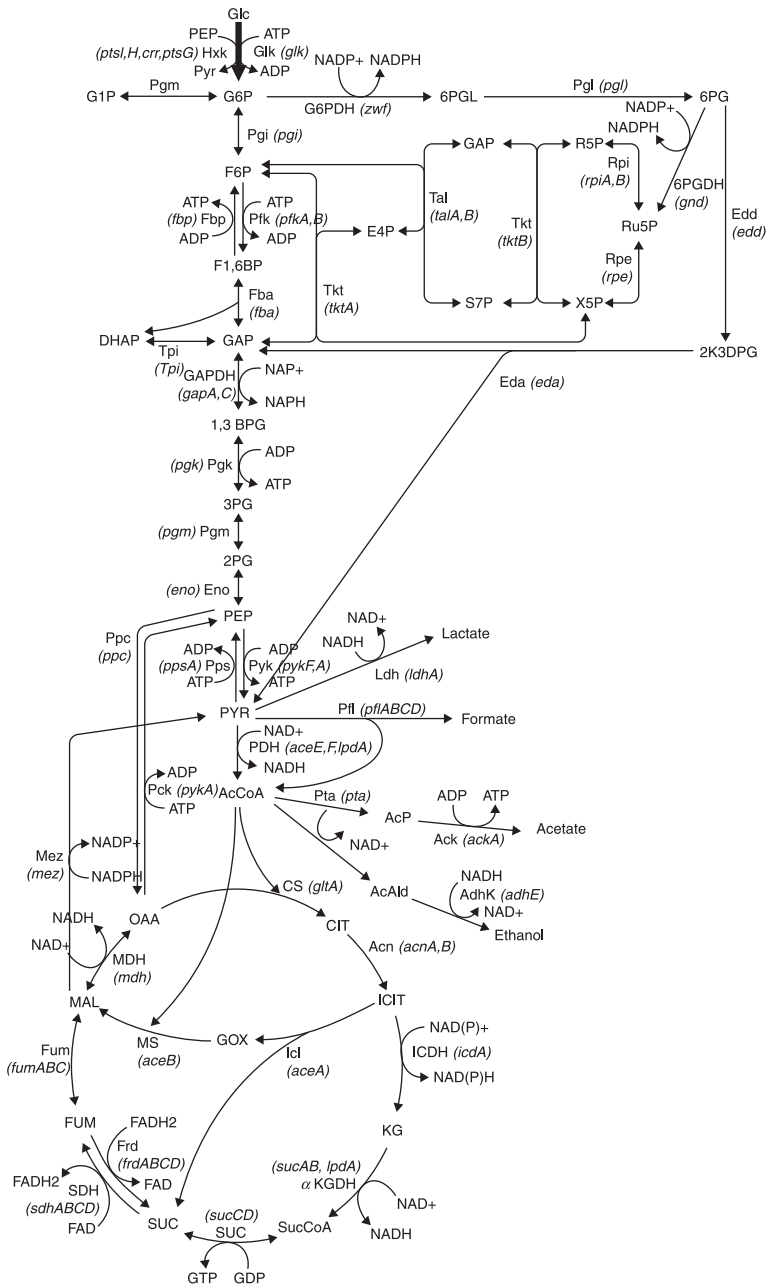 Glc
PEP ATP
(ptsI,H,crr,ptsG) Hxk Glk (glk)
Pyr ADP
G1P Pgm G6P
NADP+ NADPH
G6PDH (zwf)
6PGL
Pgl (pgl)
6PG
NADP+
NADPH
6PGDH
(gnd)
Edd
(edd)
Pgi (pgi)
F6P
GAP
R5P
Rpi
(rpiA,B)
Tal
(talA,B)
Tkt
(tktB)
Ru5P
E4P
Rpe
(rpe)
S7P
X5P
ATP ATP
(fbp) Fbp Pfk (pfkA,B)
ADP ADP
F1,6BP
Fba
(fba)
Tkt
(tktA)
DHAP
GAP
Tpi
(Tpi)
2K3DPG
Eda (eda)
GAPDH
(gapA,C)
NAP+
NAPH
1,3 BPG
ADP
(pgk) Pgk
ATP
3PG
(pgm) Pgm
2PG
(eno) Eno
PEP
Ppc
(ppc)
ADP ADP
(ppsA) Pps Pyk (pykF,A)
ATP ATP
NAD+
NADH
Lactate
Ldh (ldhA)
PYR
Pfl (pflABCD)
Formate
NAD+
PDH (aceE,F,lpdA)
NADH
ADP
Pck (pykA)
ATP
AcCoA
Pta (pta)
NAD+
AcP
ADP ATP
Ack (ackA)
Acetate
Mez
(mez)
NADP+
NADPH
AcAld
NADH
AdhK (adhE)
NAD+
Ethanol
CS (gltA)
OAA
NADH
NAD+
MDH
(mdh)
CIT
Acn (acnA,B)
MAL
ICIT
MS
(aceB)
GOX
Icl
(aceA)
NAD(P)+
ICDH (icdA)
NAD(P)H
Fum
(fumABC)
FUM
FADH2
Frd
(frdABCD)
FAD
FADH2
SDH
(sdhABCD)
FAD
KG
(sucAB, lpdA)
α KGDH
NAD+
NADH
SUC
(sucCD)
SUC
SucCoA
GTP GDP